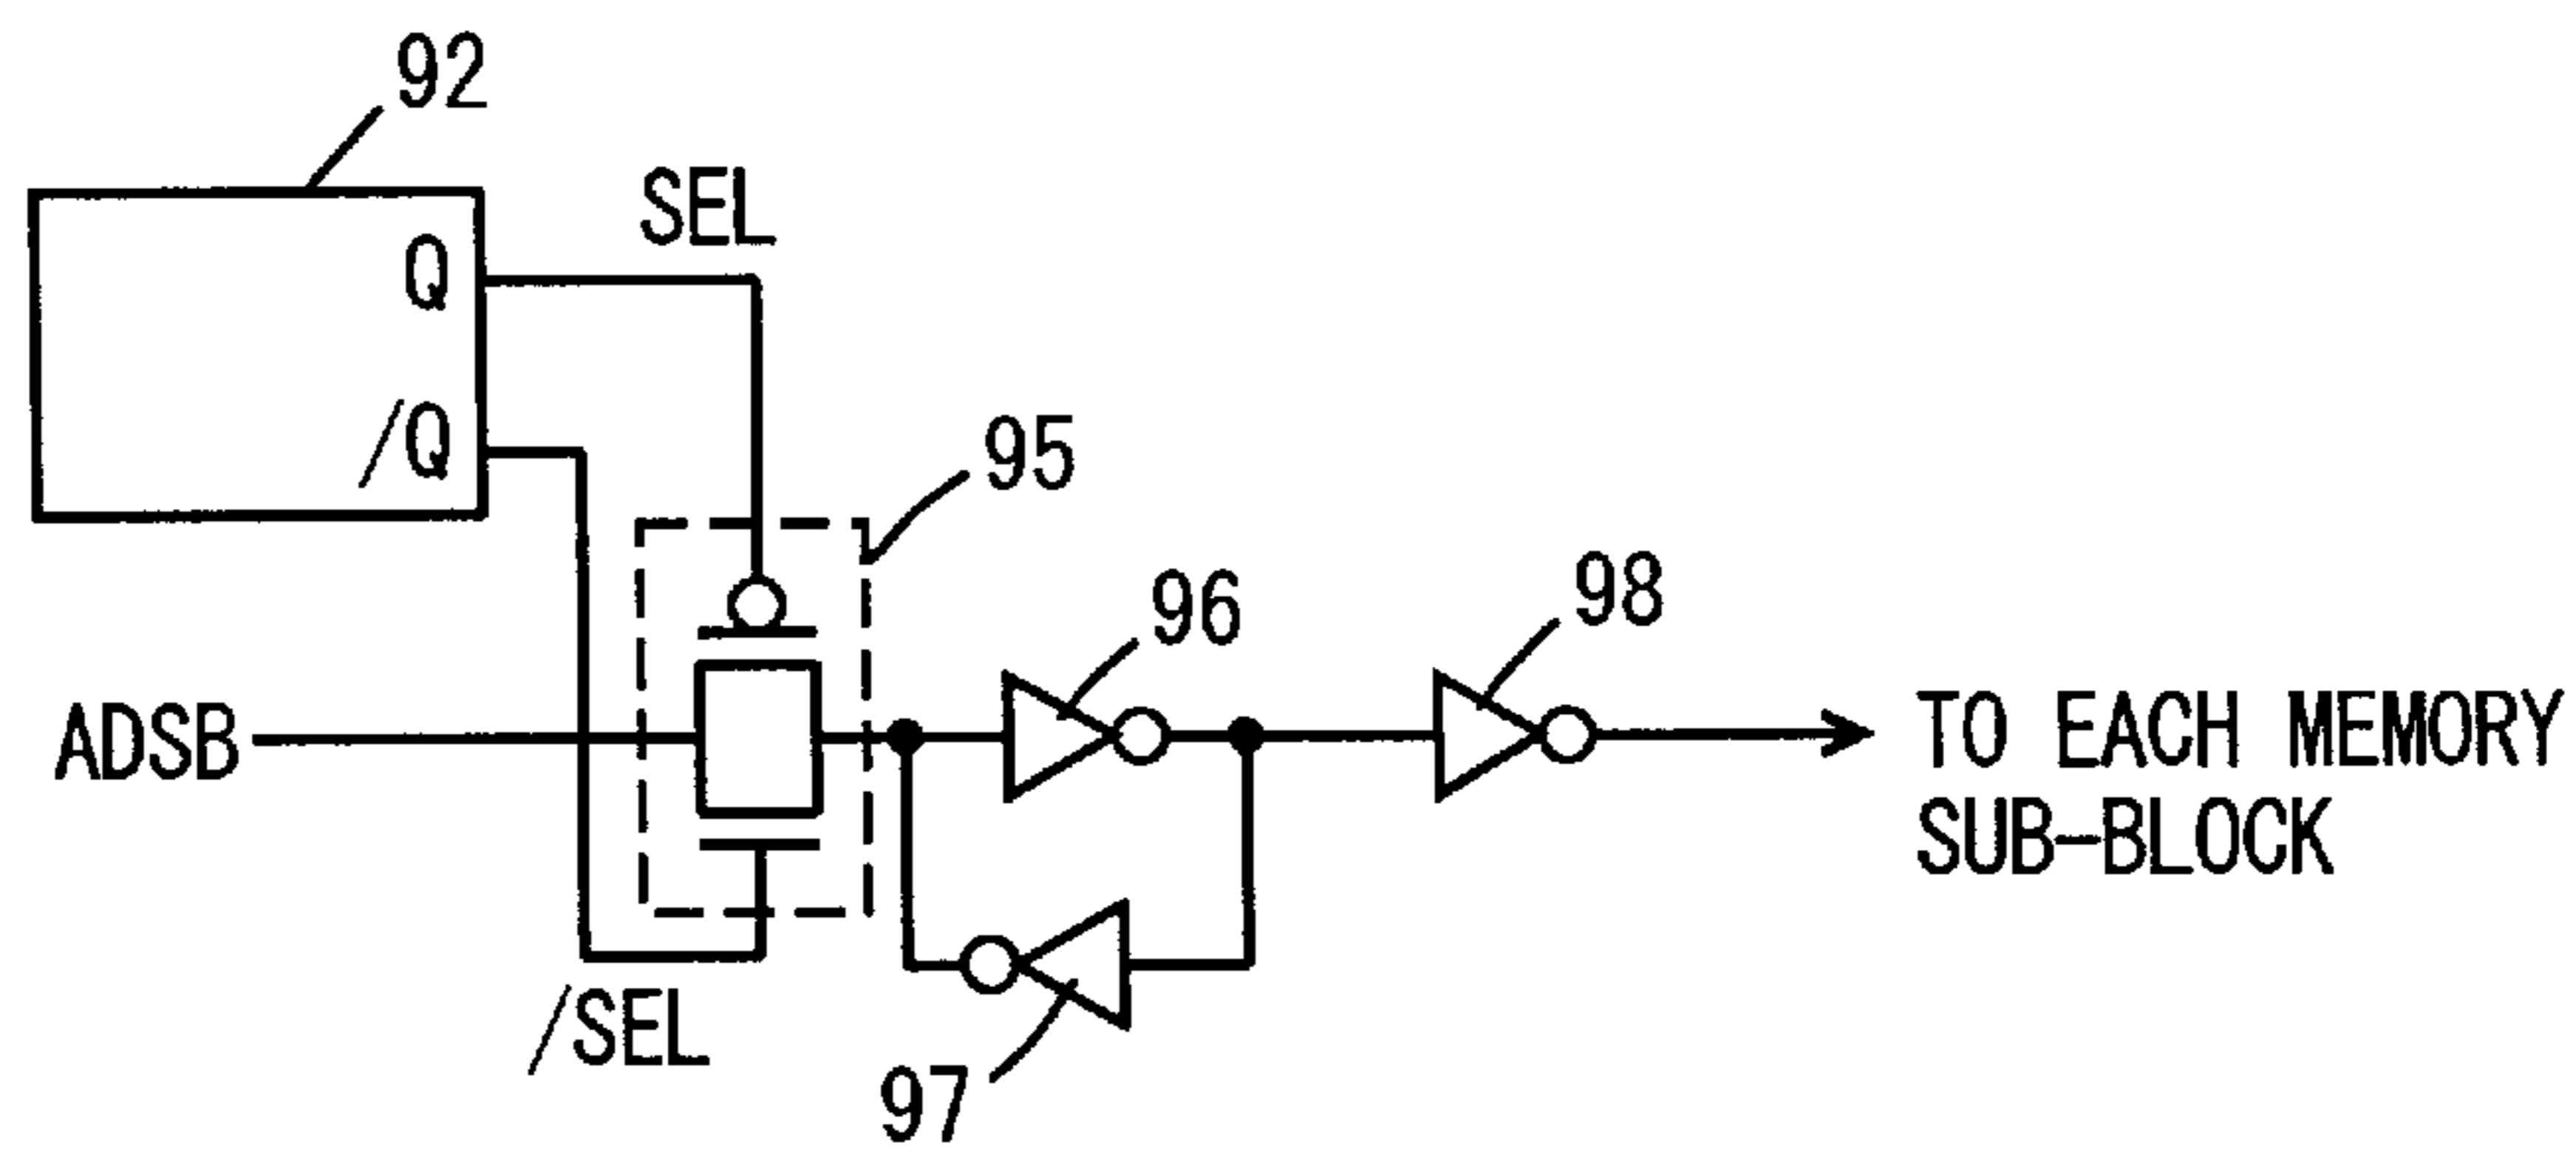 92
SEL
Q
/Q
95
96
98
ADSB
TO EACH MEMORY
SUB-BLOCK
/SEL
97